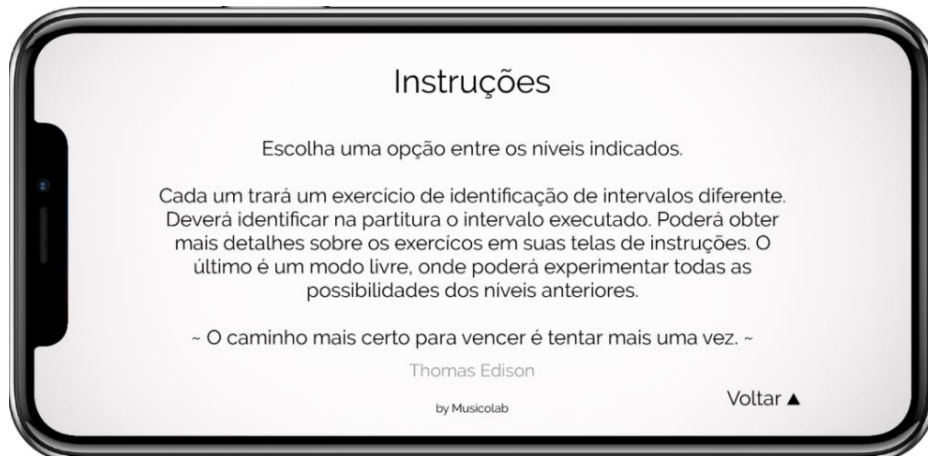 Instruções
Escolha uma opção entre os níveis indicados.
Cada um trará um exercício de identificação de intervalos diferente.
Deverá identificar na partitura o intervalo executado. Poderá obter
mais detalhes sobre os exercícos em suas telas de instruções. O
último é um modo livre, onde poderá experimentar todas as
possibilidades dos níveis anteriores.
~ O caminho mais certo para vencer é tentar mais uma vez. ~
Thomas Edison
Voltar ▲
by Musicolab